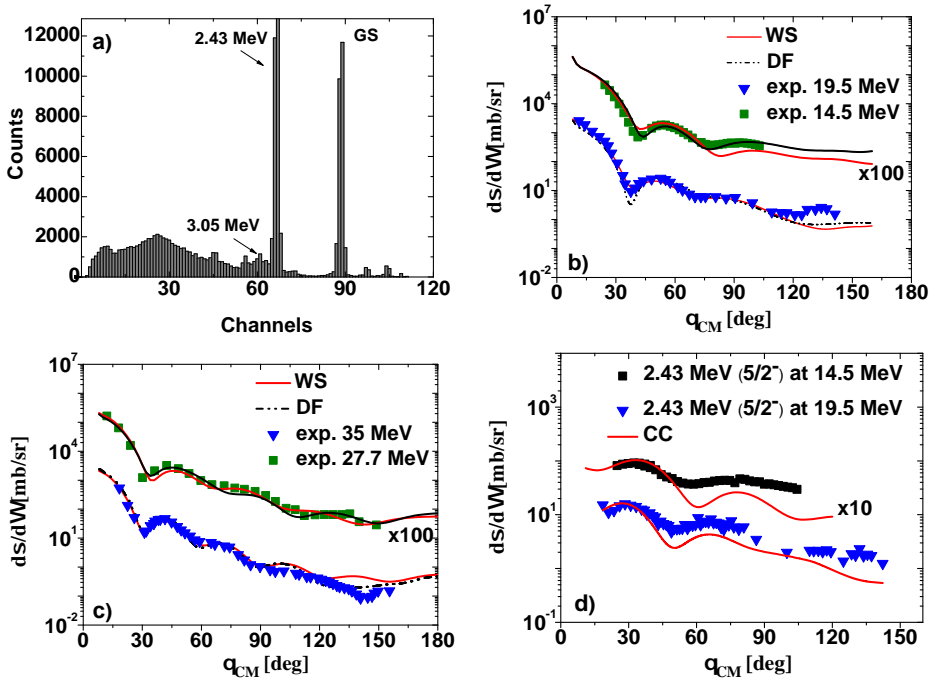 a)
2.43 MeV
GS
3.05 MeV
Counts
12000
10000
8000
6000
4000
2000
0
30
60
90
120
Channels
b)
WS
DF
exp. 19.5 MeV
exp. 14.5 MeV
x100
ds/dW[mb/sr]
10^7
10^4
10^1
10^-2
0
30
60
90
120
150
180
q_CM [deg]
c)
WS
DF
exp. 35 MeV
exp. 27.7 MeV
x100
ds/dW[mb/sr]
10^7
10^4
10^1
10^-2
0
30
60
90
120
150
180
q_CM [deg]
d)
2.43 MeV (5/2⁻) at 14.5 MeV
2.43 MeV (5/2⁻) at 19.5 MeV
CC
x10
ds/dW[mb/sr]
10^3
10^1
10^-1
0
30
60
90
120
150
q_CM [deg]